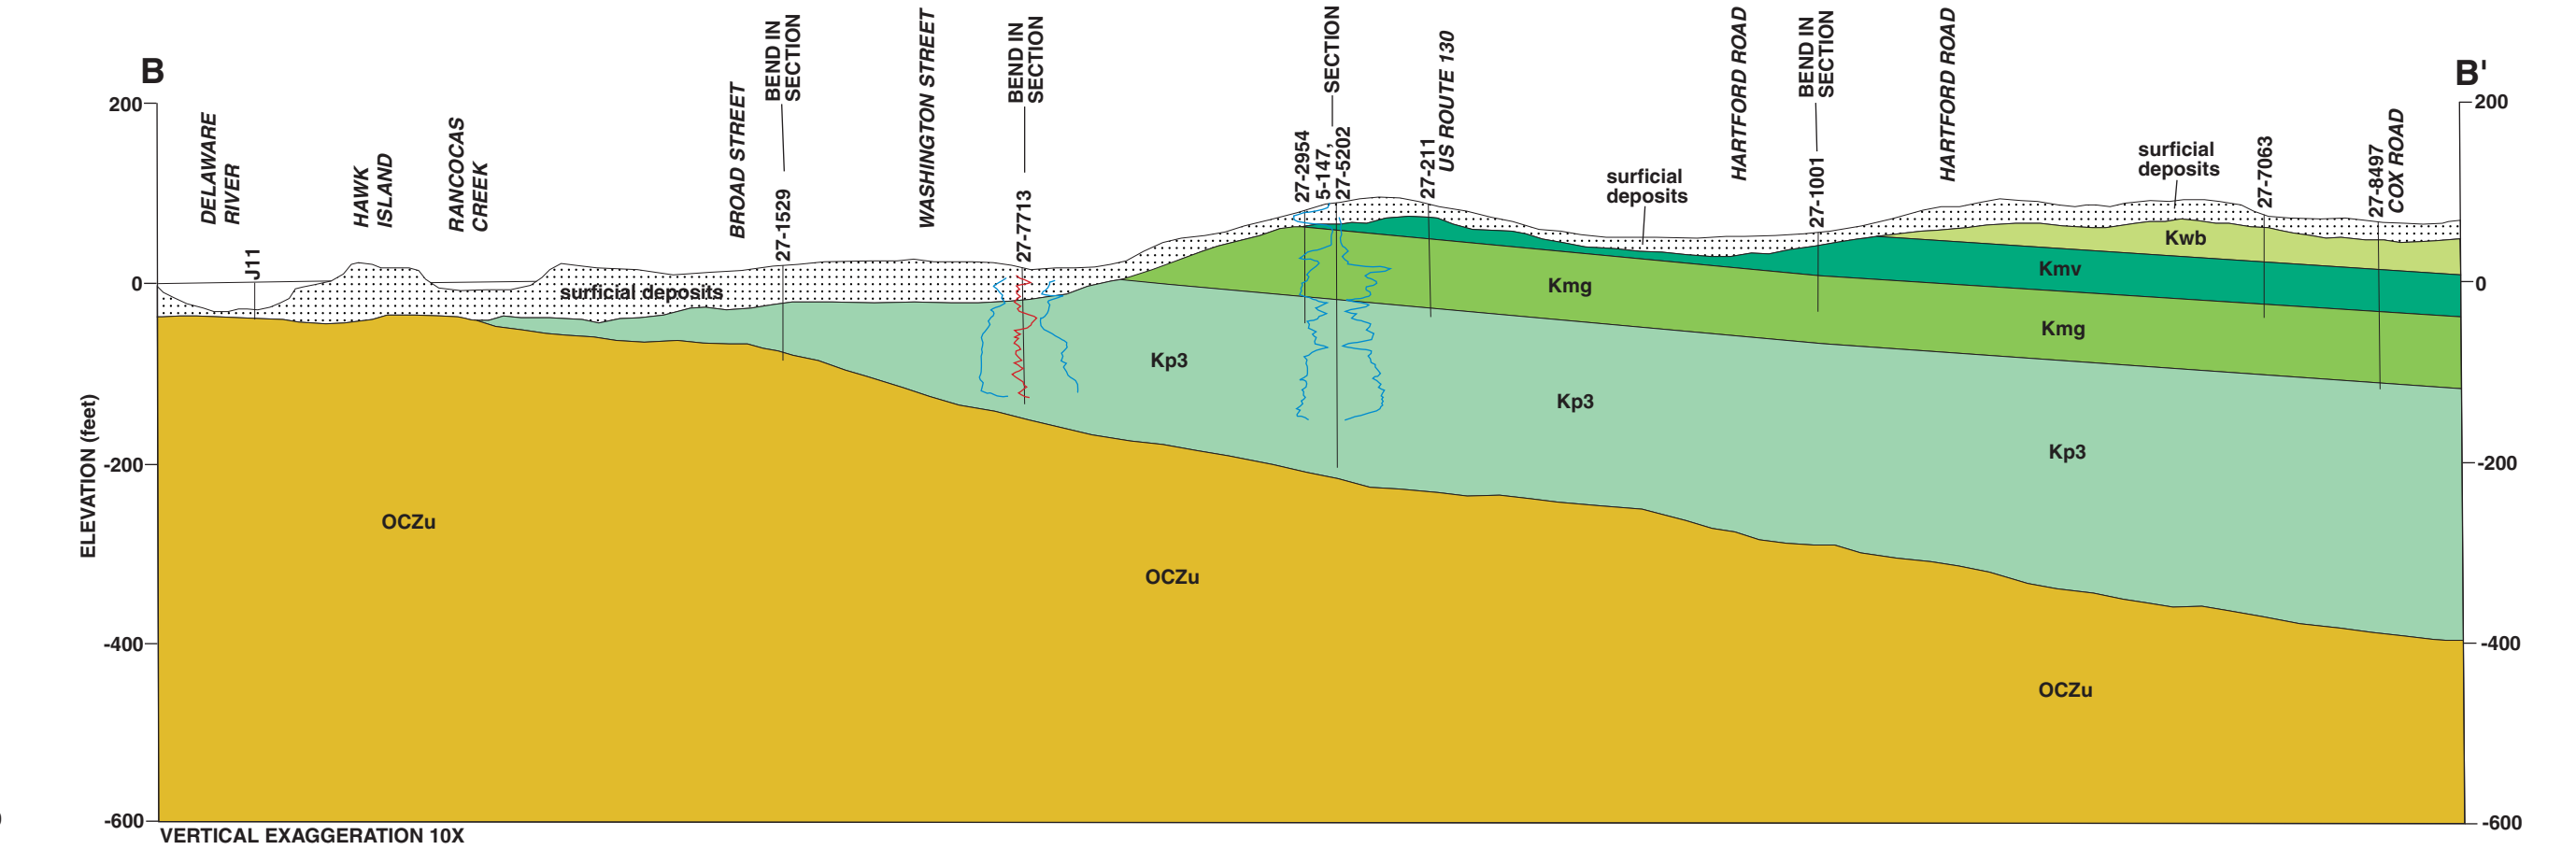 B
B'
DELAWARE
RIVER
J11
HAWK
ISLAND
RANCOCAS
CREEK
BROAD STREET
BEND IN
SECTION
27-1529
WASHINGTON STREET
BEND IN
SECTION
27-7713
SECTION
27-2954
5-147,
27-5202
27-211
US ROUTE 130
HARTFORD ROAD
BEND IN
SECTION
27-1001
HARTFORD ROAD
27-7063
27-8497
COX ROAD
200
0
-200
-400
-600
ELEVATION (feet)
200
0
-200
-400
-600
surficial deposits
surficial
deposits
surficial
deposits
Kwb
Kmv
Kmg
Kmg
Kp3
Kp3
Kp3
OCZu
OCZu
OCZu
VERTICAL EXAGGERATION 10X